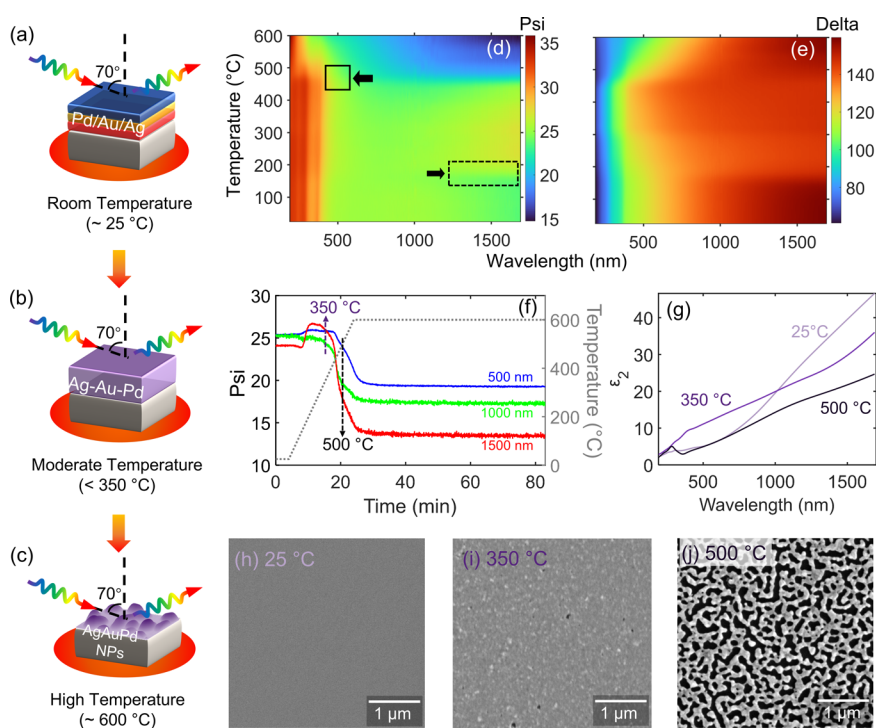 (a)
70°
Pd/Au/Ag
Room Temperature
(~ 25 °C)
(b)
70°
Ag-Au-Pd
Moderate Temperature
(< 350 °C)
(c)
70°
AgAuPd
NPs
High Temperature
(~ 600 °C)
Psi
(d)
Temperature (°C)
600
500
400
300
200
100
500 1000 1500
35
30
25
20
15
Delta
(e)
500 1000 1500
140
120
100
80
Wavelength (nm)
(f)
Psi
30
25
20
15
10
350 °C
500 °C
500 nm
1000 nm
1500 nm
0 20 40 60 80
Time (min)
600
400
200
0
Temperature (°C)
(g)
ε2
40
30
20
10
0
25°C
350 °C
500 °C
500 1000 1500
Wavelength (nm)
(h) 25 °C
1 µm
(i) 350 °C
1 µm
(j) 500 °C
1 µm